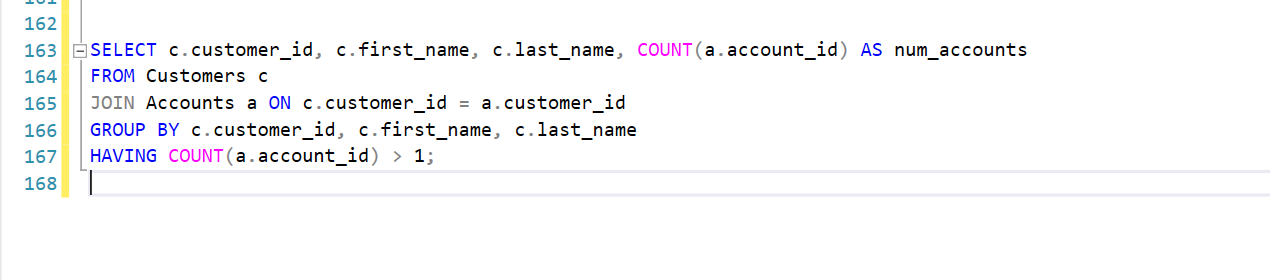 162
163 SELECT c.customer_id, c.first_name, c.last_name, COUNT(a.account_id) AS num_accounts
164 FROM Customers c
165 JOIN Accounts a ON c.customer_id = a.customer_id
166 GROUP BY c.customer_id, c.first_name, c.last_name
167 HAVING COUNT(a.account_id) > 1;
168